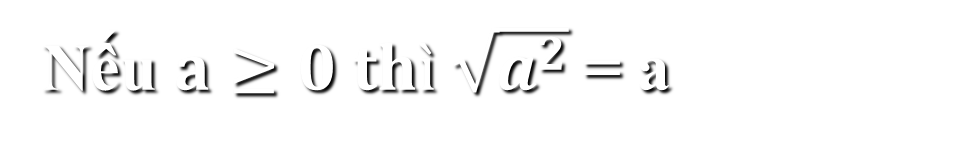 Nếu a ≥ 0 thì √a² = a